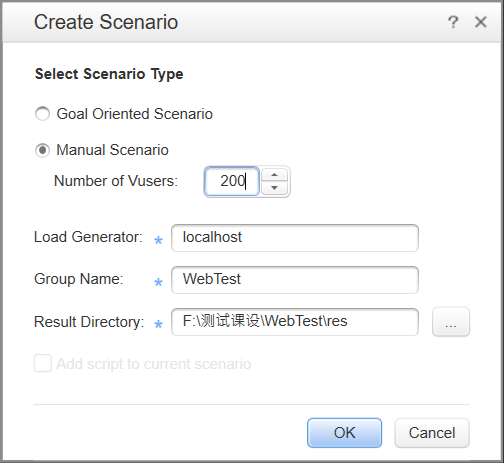 Create Scenario ? ×
Select Scenario Type
Goal Oriented Scenario
Manual Scenario
Number of Vusers: 200
Load Generator: * localhost
Group Name: * WebTest
Result Directory: * F:\测试课设\WebTest\res ...
Add script to current scenario
OK Cancel